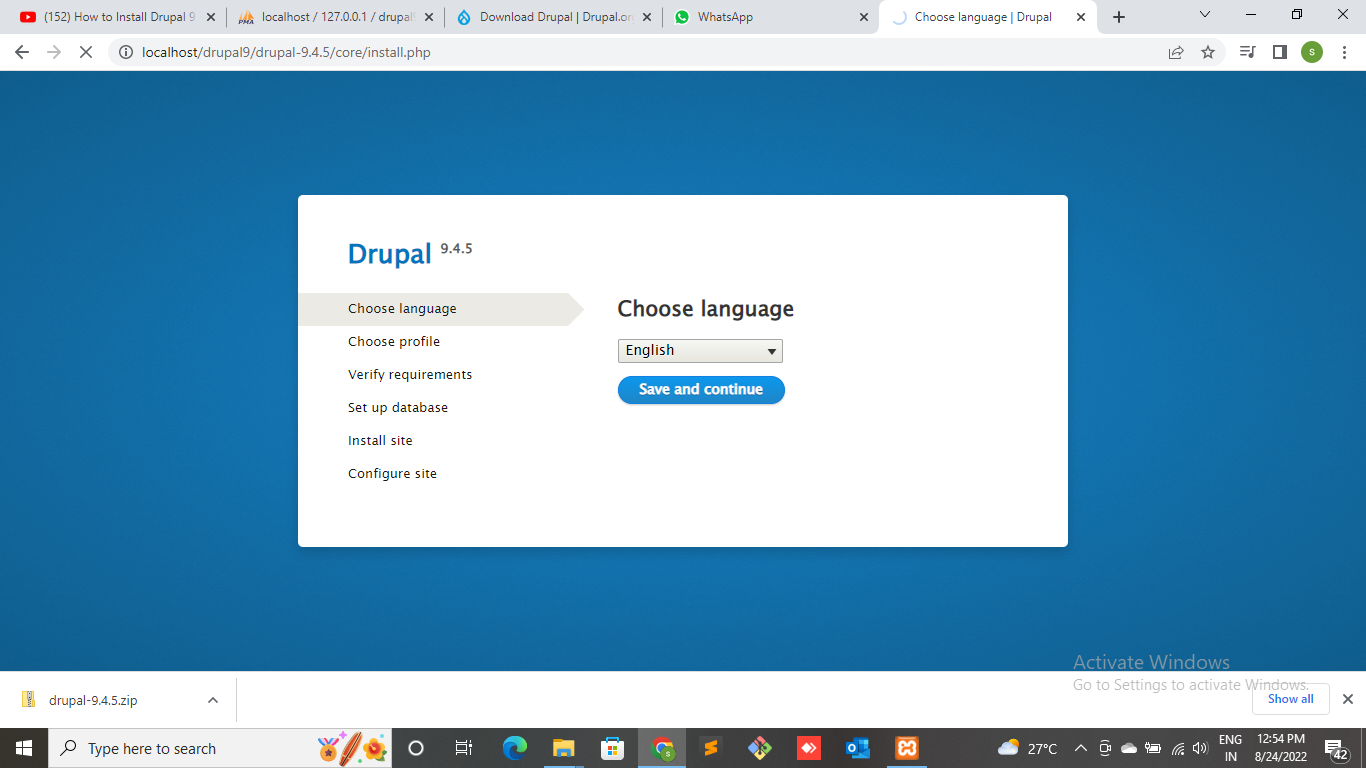 (152) How to Install Drupal 9
localhost / 127.0.0.1 / drupal9
Download Drupal | Drupal.or
WhatsApp
Choose language | Drupal
localhost/drupal9/drupal-9.4.5/core/install.php
s
Drupal 9.4.5
Choose language
Choose profile
Verify requirements
Set up database
Install site
Configure site
Choose language
English
Save and continue
Activate Windows
Go to Settings to activate Windows.
drupal-9.4.5.zip
Show all
Type here to search
27°C
ENG
IN
12:54 PM
8/24/2022
42